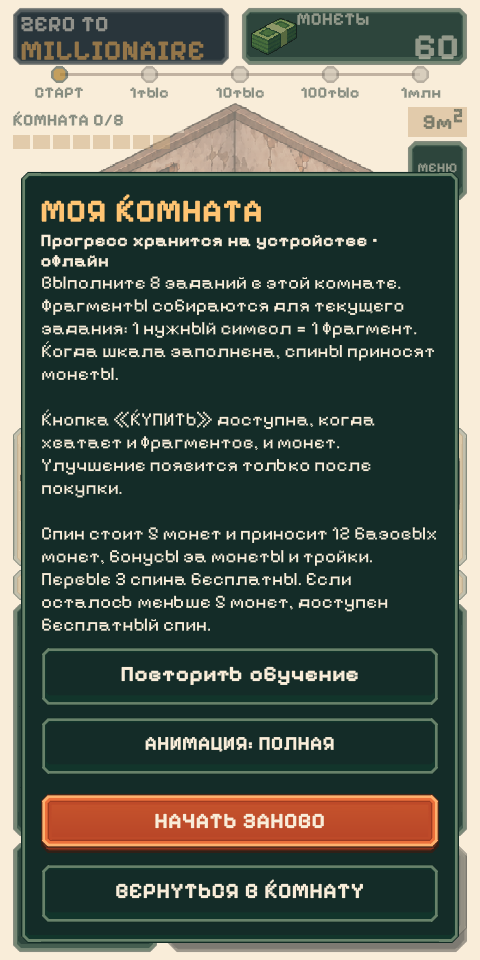 ZERO TO
MILLIONAIRE
МОНЕТЫ
60
СТАРТ
1тыс
10тыс
100тыс
1млн
КОМНАТА 0/8
9м²
МЕНЮ
МОЯ КОМНАТА
Прогресс хранится на устройстве ·
офлайн
Выполните 8 заданий в этой комнате.
Фрагменты собираются для текущего
задания: 1 нужный символ = 1 фрагмент.
Когда шкала заполнена, спины приносят
монеты.
Кнопка «КУПИТЬ» доступна, когда
хватает и фрагментов, и монет.
Улучшение появится только после
покупки.
Спин стоит 8 монет и приносит 12 базовых
монет, бонусы за монеты и тройки.
Первые 3 спина бесплатны. Если
осталось меньше 8 монет, доступен
бесплатный спин.
Повторить обучение
АНИМАЦИЯ: ПОЛНАЯ
НАЧАТЬ ЗАНОВО
ВЕРНУТЬСЯ В КОМНАТУ